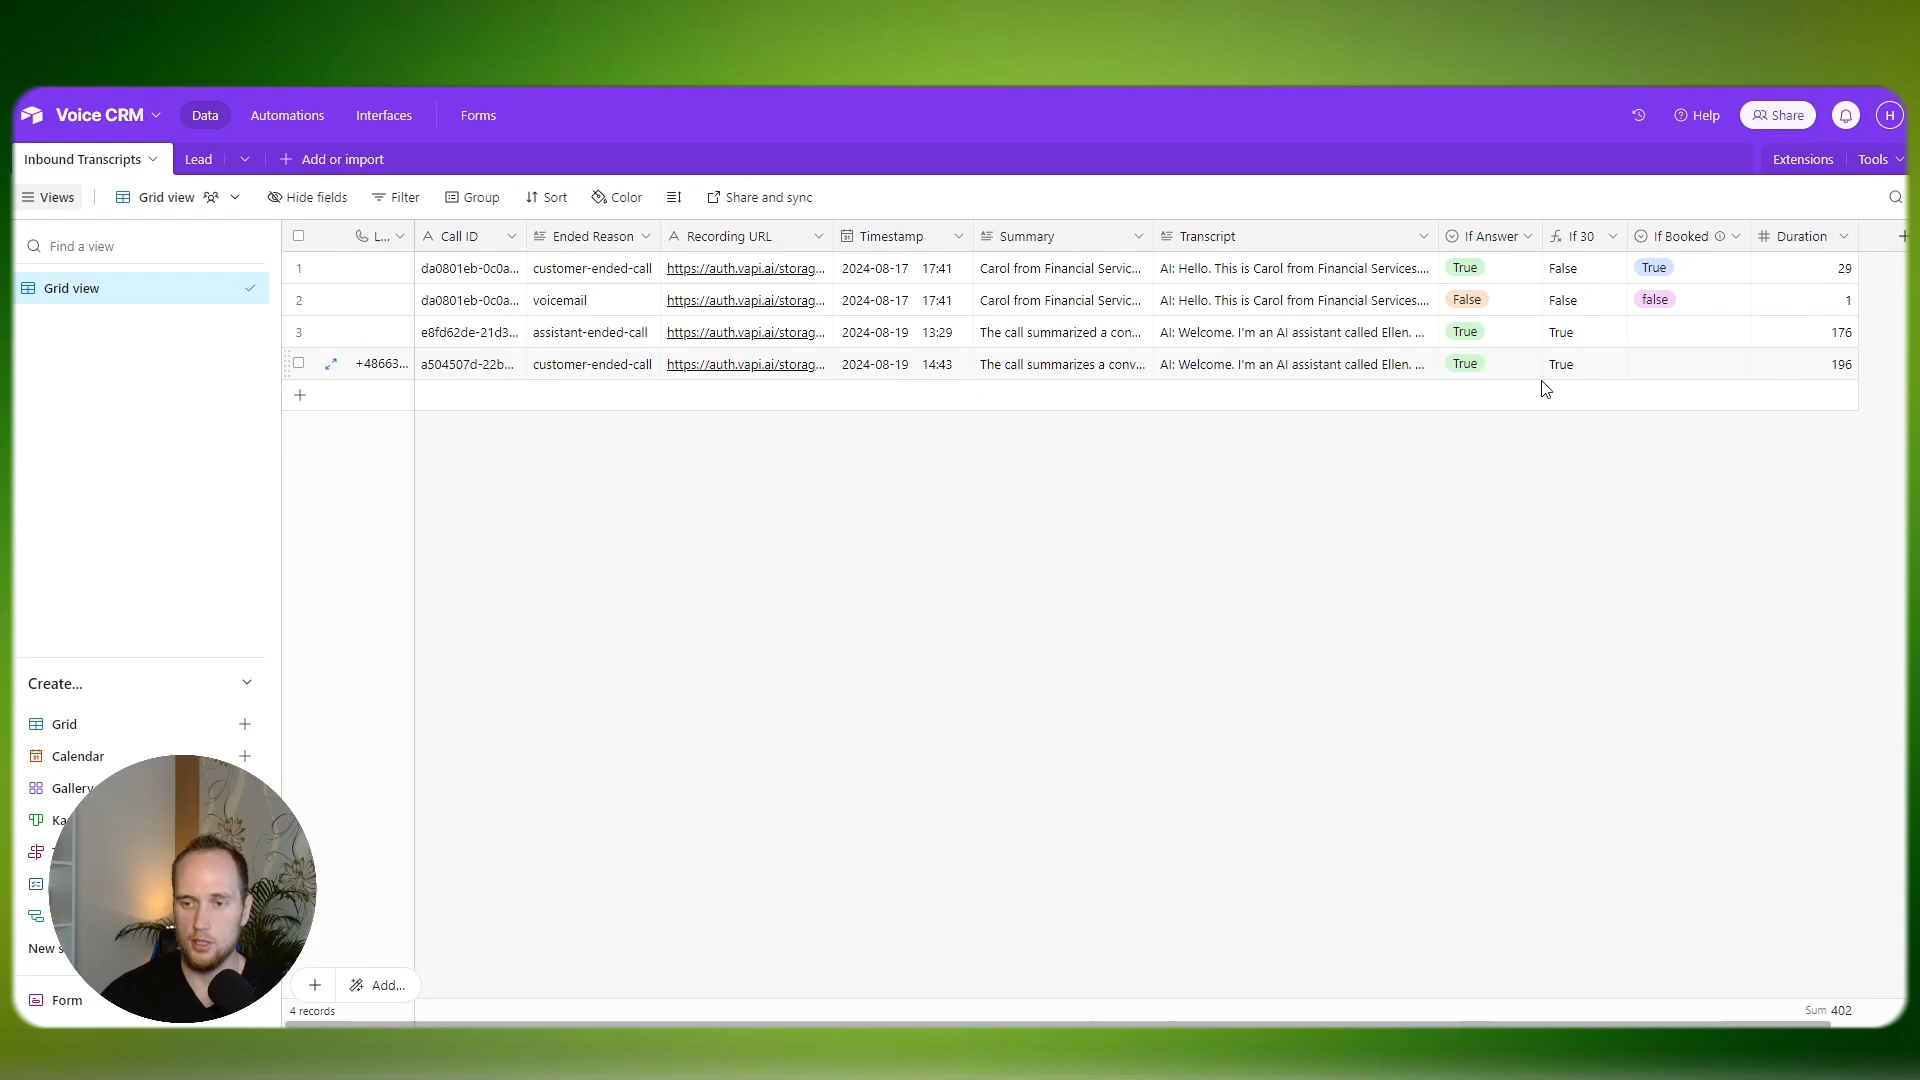 Voice CRM Data Automations Interfaces Forms Help Share H
Inbound Transcripts Lead Add or import Extensions Tools
Views Grid view Hide fields Filter Group Sort Color Share and sync
Find a view
Grid view
L... Call ID Ended Reason Recording URL Timestamp Summary Transcript If Answer If 30 If Booked Duration
1 da0801eb-0c0a... customer-ended-call https://auth.vapi.ai/storag... 2024-08-17 17:41 Carol from Financial Servic... AI: Hello. This is Carol from Financial Services.... True False True 29
2 da0801eb-0c0a... voicemail https://auth.vapi.ai/storag... 2024-08-17 17:41 Carol from Financial Servic... AI: Hello. This is Carol from Financial Services.... False False false 1
3 e8fd62de-21d3... assistant-ended-call https://auth.vapi.ai/storag... 2024-08-19 13:29 The call summarized a con... AI: Welcome. I'm an AI assistant called Ellen. ... True True 176
+48663... a504507d-22b... customer-ended-call https://auth.vapi.ai/storag... 2024-08-19 14:43 The call summarizes a conv... AI: Welcome. I'm an AI assistant called Ellen. ... True True 196
Create...
Grid
Calendar
Gallery
Ka
New s
Form
Add...
4 records
Sum 402